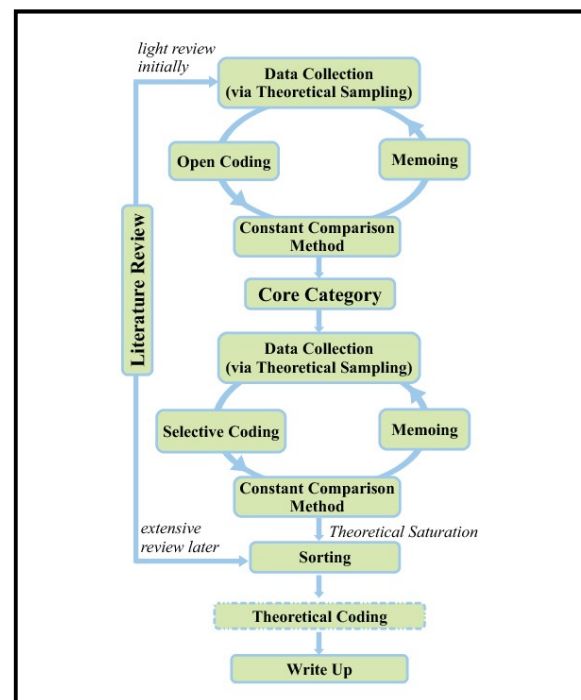 light review
initially
Data Collection
(via Theoretical Sampling)
Open Coding
Memoing
Constant Comparison
Method
Literature Review
Core Category
Data Collection
(via Theoretical Sampling)
Selective Coding
Memoing
Constant Comparison
Method
extensive
review later
Theoretical Saturation
Sorting
Theoretical Coding
Write Up